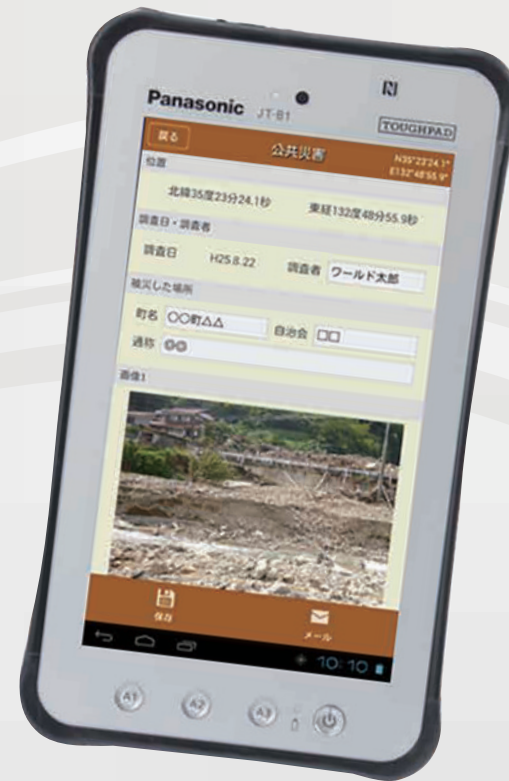 Panasonic JT-B1
TOUGHPAD
戻る 公共災害 N35°23'24.1"
E132°48'55.9"
位置
北緯35度23分24.1秒 東経132度48分55.9秒
調査日・調査者
調査日 H25.8.22 調査者 ワールド太郎
被災した場所
町名 〇〇町△△ 自治会 □□
通称 ◎◎
画像1
保存 メール
10:10
A1 A2 A3